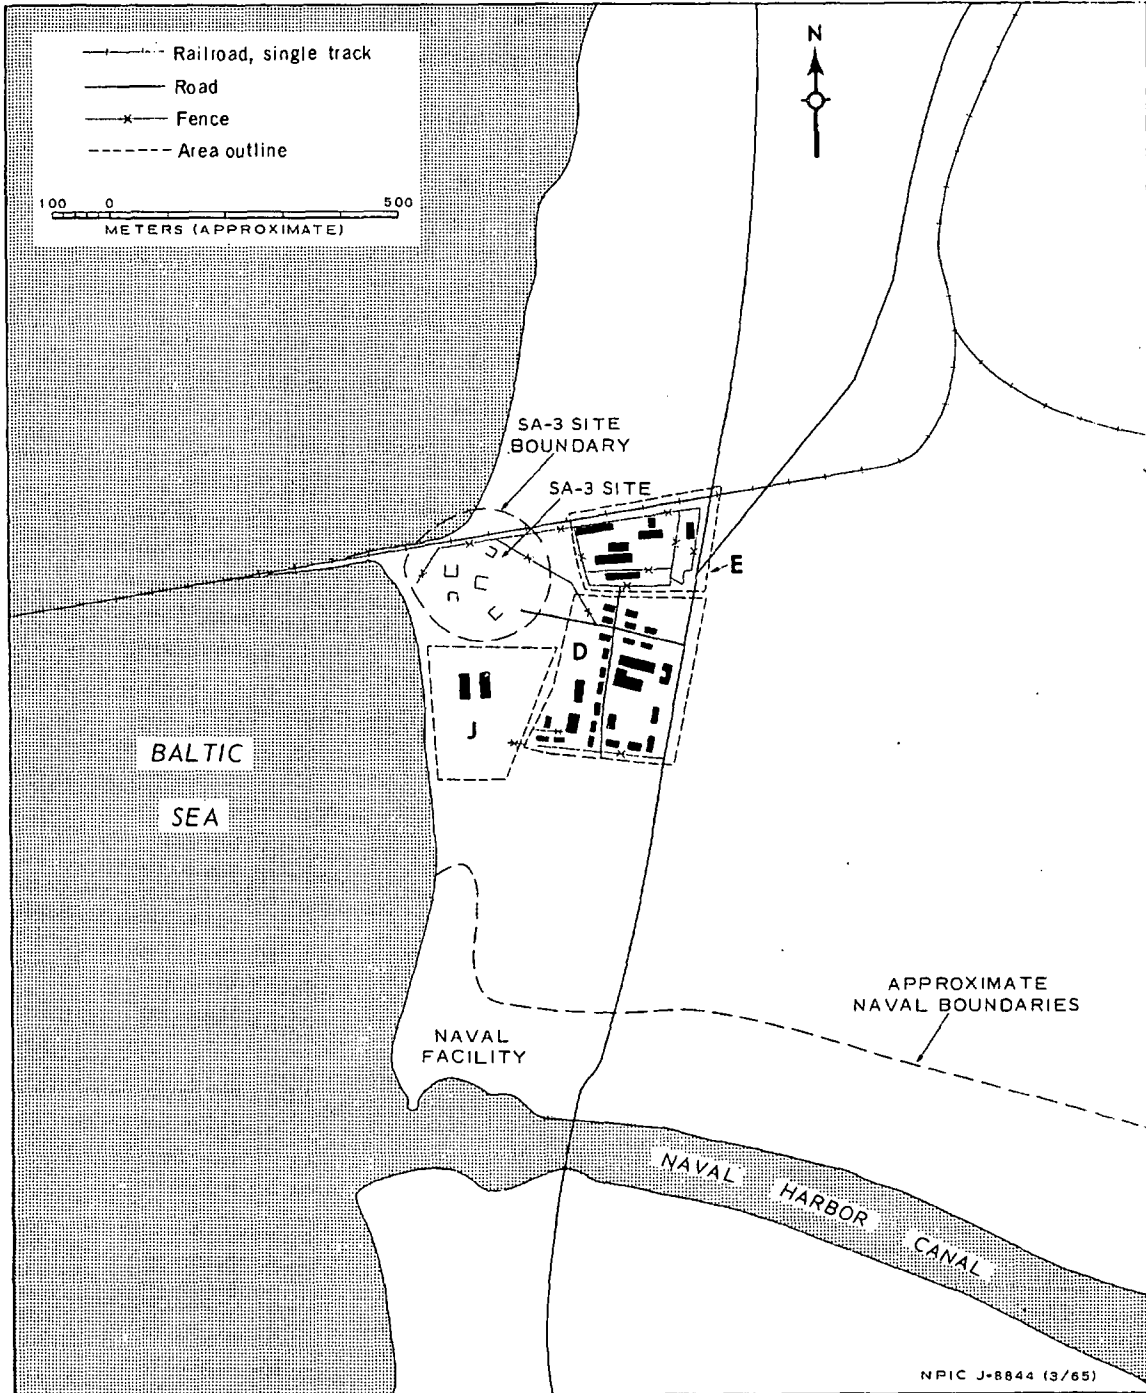 Railroad, single track
Road
Fence
Area outline
100 0 500
METERS (APPROXIMATE)
N
SA-3 SITE
BOUNDARY
SA-3 SITE
E
D
J
BALTIC
SEA
APPROXIMATE
NAVAL BOUNDARIES
NAVAL
FACILITY
NAVAL HARBOR CANAL
NPIC J-8844 (3/65)